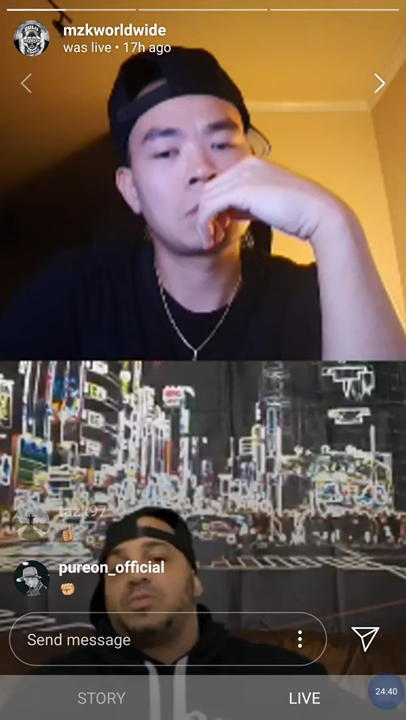 mzkworldwide
was live • 17h ago
pureon_official
Send message
STORY
LIVE
24:40